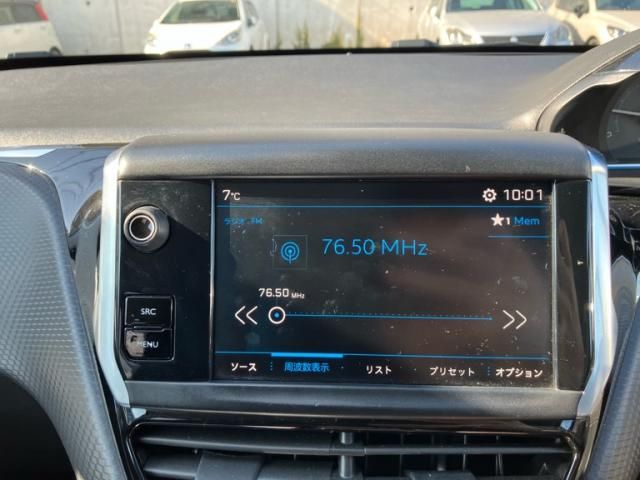 7°C 10:01
ラジオ:FM ★1 Mem
76.50 MHz
76.50 MHz
SRC
MENU
ソース 周波数表示 リスト プリセット オプション